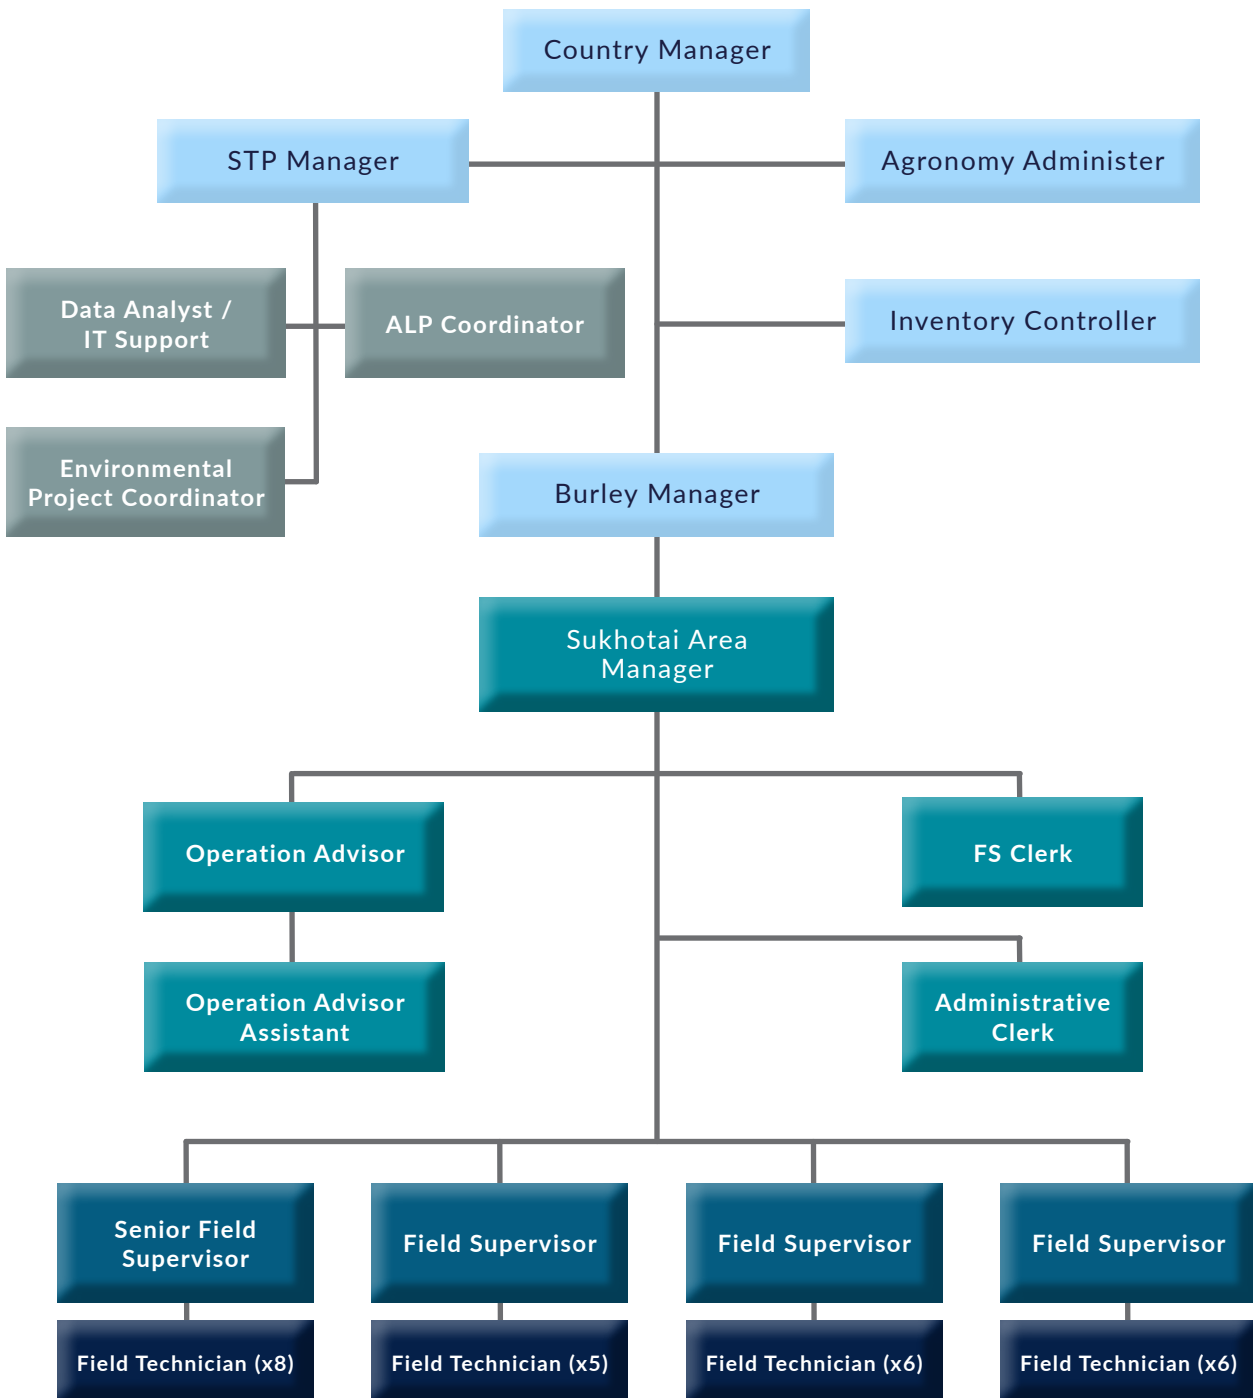 Country Manager
STP Manager
Agronomy Administer
Data Analyst /
IT Support
ALP Coordinator
Inventory Controller
Environmental
Project Coordinator
Burley Manager
Sukhotai Area
Manager
Operation Advisor
FS Clerk
Operation Advisor
Assistant
Administrative
Clerk
Senior Field
Supervisor
Field Supervisor
Field Supervisor
Field Supervisor
Field Technician (x8)
Field Technician (x5)
Field Technician (x6)
Field Technician (x6)